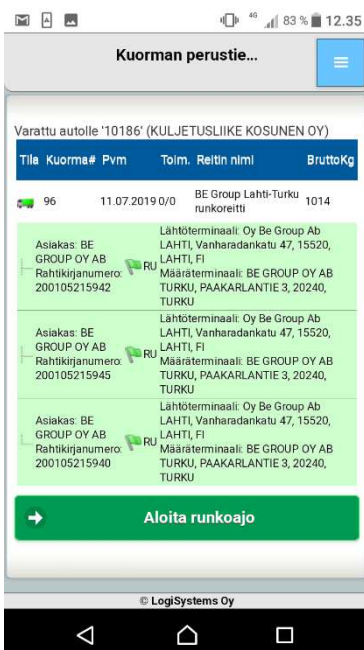 4G 83 % 12.35
Kuorman perustie...
Varattu autolle '10186' (KULJETUSLIIKE KOSUNEN OY)
Tila Kuorma# Pvm Toim. Reitin nimi BruttoKg
96 11.07.2019 0/0 BE Group Lahti-Turku runkoreitti 1014
Asiakas: BE
GROUP OY AB
Rahtikirjanumero:
200105215942
RU
Lähtöterminaali: Oy Be Group Ab
LAHTI, Vanharadankatu 47, 15520,
LAHTI, FI
Määräterminaali: BE GROUP OY AB
TURKU, PAAKARLANTIE 3, 20240,
TURKU
Asiakas: BE
GROUP OY AB
Rahtikirjanumero:
200105215945
RU
Lähtöterminaali: Oy Be Group Ab
LAHTI, Vanharadankatu 47, 15520,
LAHTI, FI
Määräterminaali: BE GROUP OY AB
TURKU, PAAKARLANTIE 3, 20240,
TURKU
Asiakas: BE
GROUP OY AB
Rahtikirjanumero:
200105215940
RU
Lähtöterminaali: Oy Be Group Ab
LAHTI, Vanharadankatu 47, 15520,
LAHTI, FI
Määräterminaali: BE GROUP OY AB
TURKU, PAAKARLANTIE 3, 20240,
TURKU
Aloita runkoajo
© LogiSystems Oy